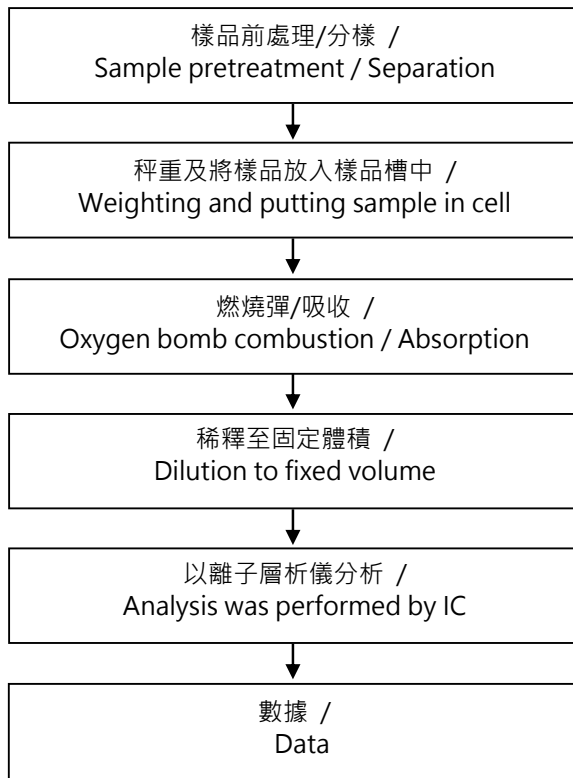 樣品前處理/分樣 /
Sample pretreatment / Separation
秤重及將樣品放入樣品槽中 /
Weighting and putting sample in cell
燃燒彈/吸收 /
Oxygen bomb combustion / Absorption
稀釋至固定體積 /
Dilution to fixed volume
以離子層析儀分析 /
Analysis was performed by IC
數據 /
Data